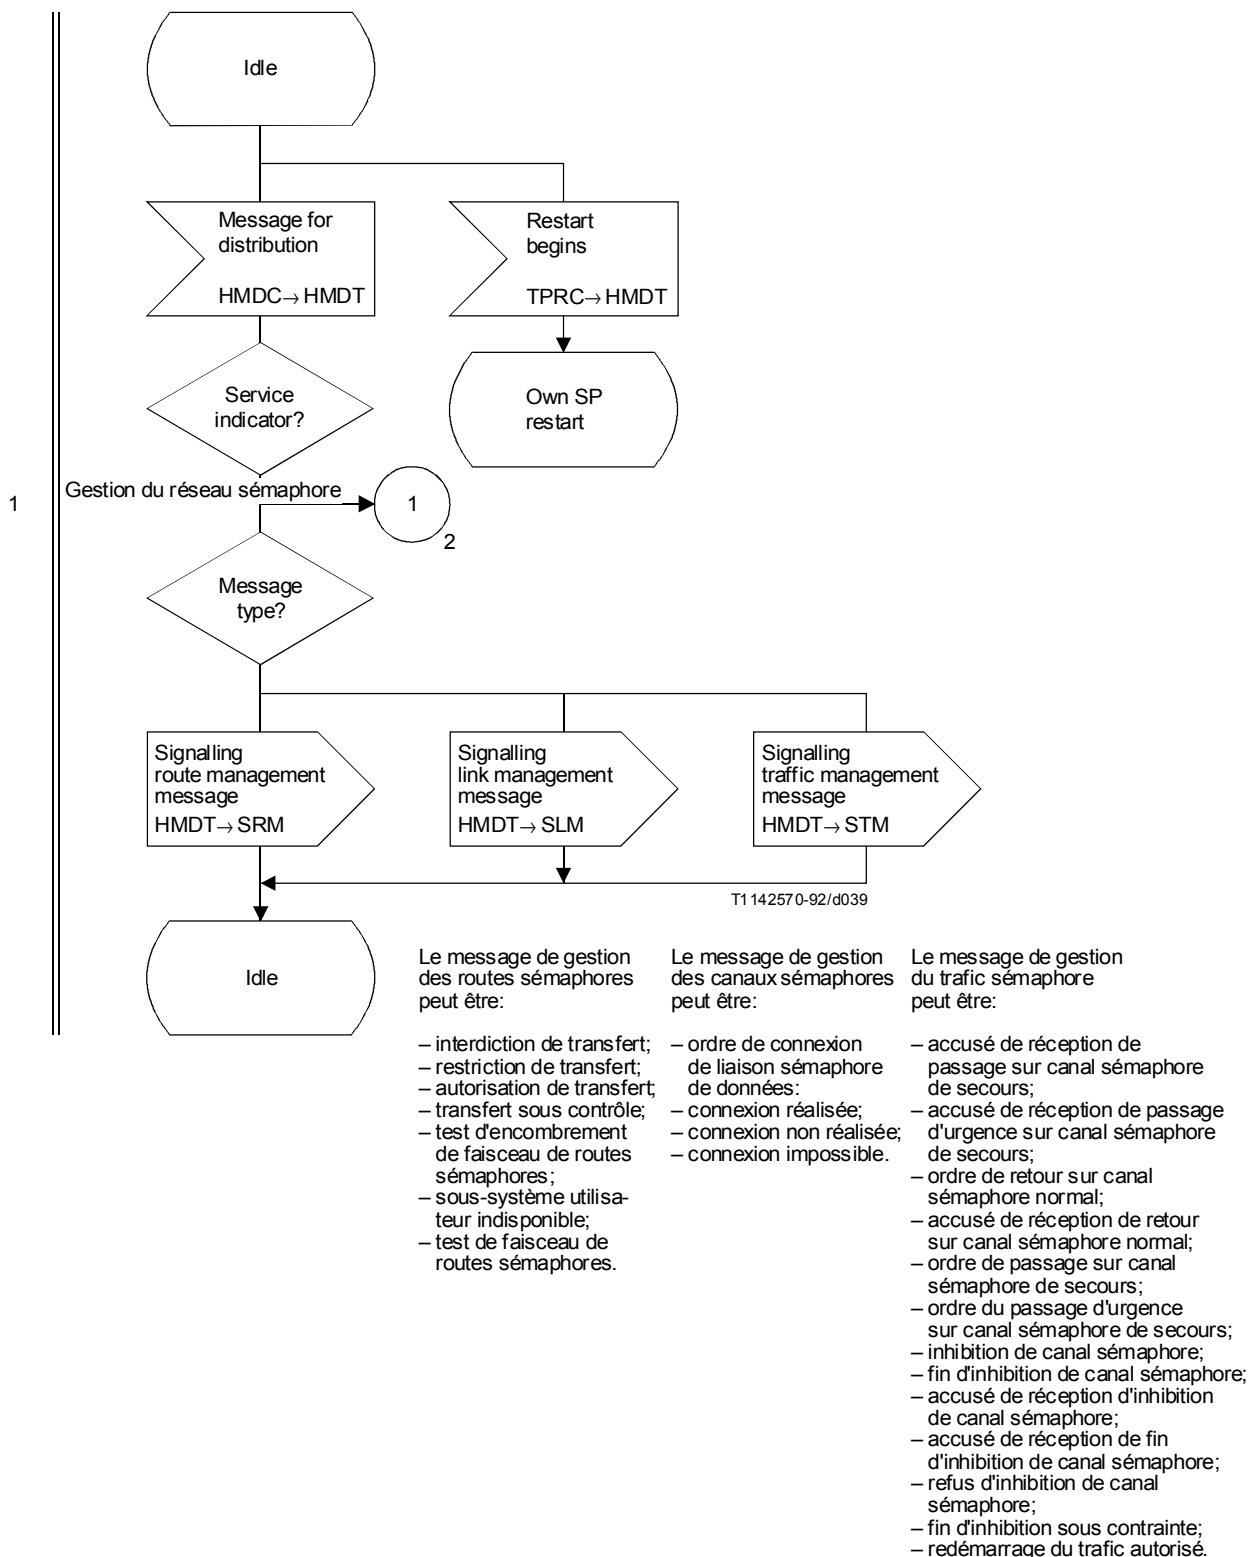 Idle
Message for
distribution
HMDC→HMDT
Restart
begins
TPRC→HMDT
Service
indicator?
Own SP
restart
1
Gestion du réseau sémaphore
1
2
Message
type?
Signalling
route management
message
HMDT→SRM
Signalling
link management
message
HMDT→SLM
Signalling
traffic management
message
HMDT→STM
T1142570-92/d039
Idle
Le message de gestion
des routes sémaphores
peut être:
– interdiction de transfert;
– restriction de transfert;
– autorisation de transfert;
– transfert sous contrôle;
– test d'encombrement
de faisceau de routes
sémaphores;
– sous-système utilisa-
teur indisponible;
– test de faisceau de
routes sémaphores.
Le message de gestion
des canaux sémaphores
peut être:
– ordre de connexion
de liaison sémaphore
de données:
– connexion réalisée;
– connexion non réalisée;
– connexion impossible.
Le message de gestion
du trafic sémaphore
peut être:
– accusé de réception de
passage sur canal sémaphore
de secours;
– accusé de réception de passage
d'urgence sur canal sémaphore
de secours;
– ordre de retour sur canal
sémaphore normal;
– accusé de réception de retour
sur canal sémaphore normal;
– ordre de passage sur canal
sémaphore de secours;
– ordre du passage d'urgence
sur canal sémaphore de secours;
– inhibition de canal sémaphore;
– fin d'inhibition de canal sémaphore;
– accusé de réception d'inhibition
de canal sémaphore;
– accusé de réception de fin
d'inhibition de canal sémaphore;
– refus d'inhibition de canal
sémaphore;
– fin d'inhibition sous contrainte;
– redémarrage du trafic autorisé.